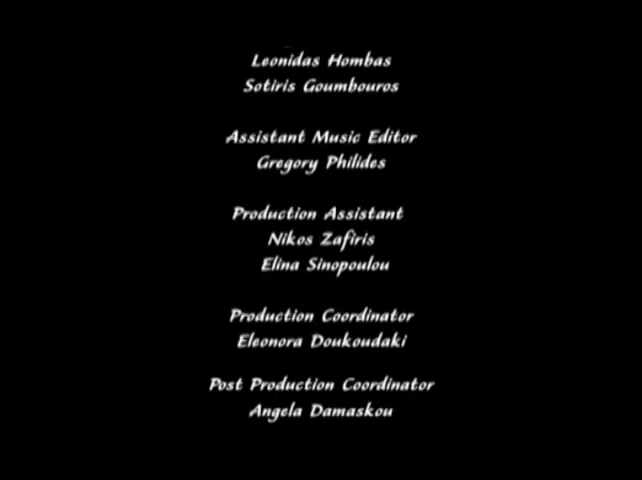 Leonidas Hombas
Sotiris Goumbouros
Assistant Music Editor
Gregory Philides
Production Assistant
Nikos Zafiris
Elina Sinopoulou
Production Coordinator
Eleonora Doukoudaki
Post Production Coordinator
Angela Damaskou